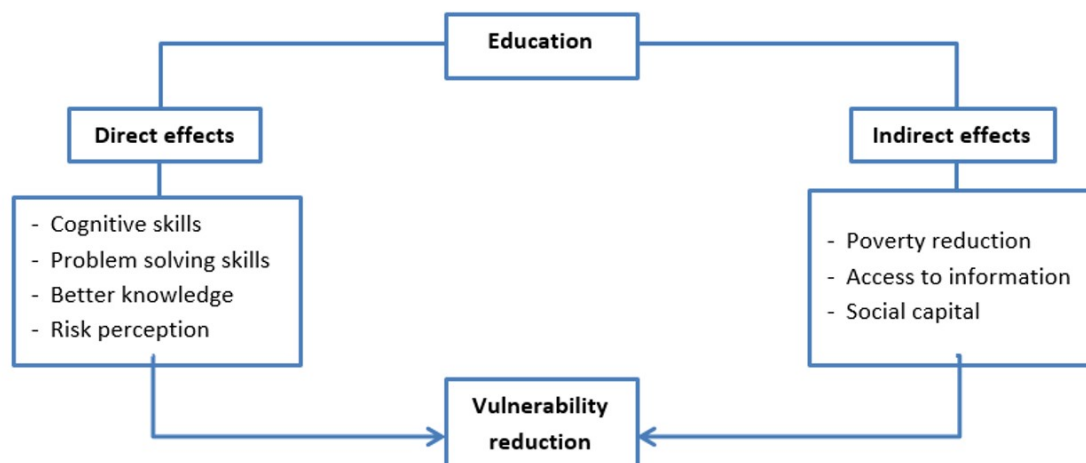 Education
Direct effects
Indirect effects
- Cognitive skills
- Problem solving skills
- Better knowledge
- Risk perception
- Poverty reduction
- Access to information
- Social capital
Vulnerability
reduction